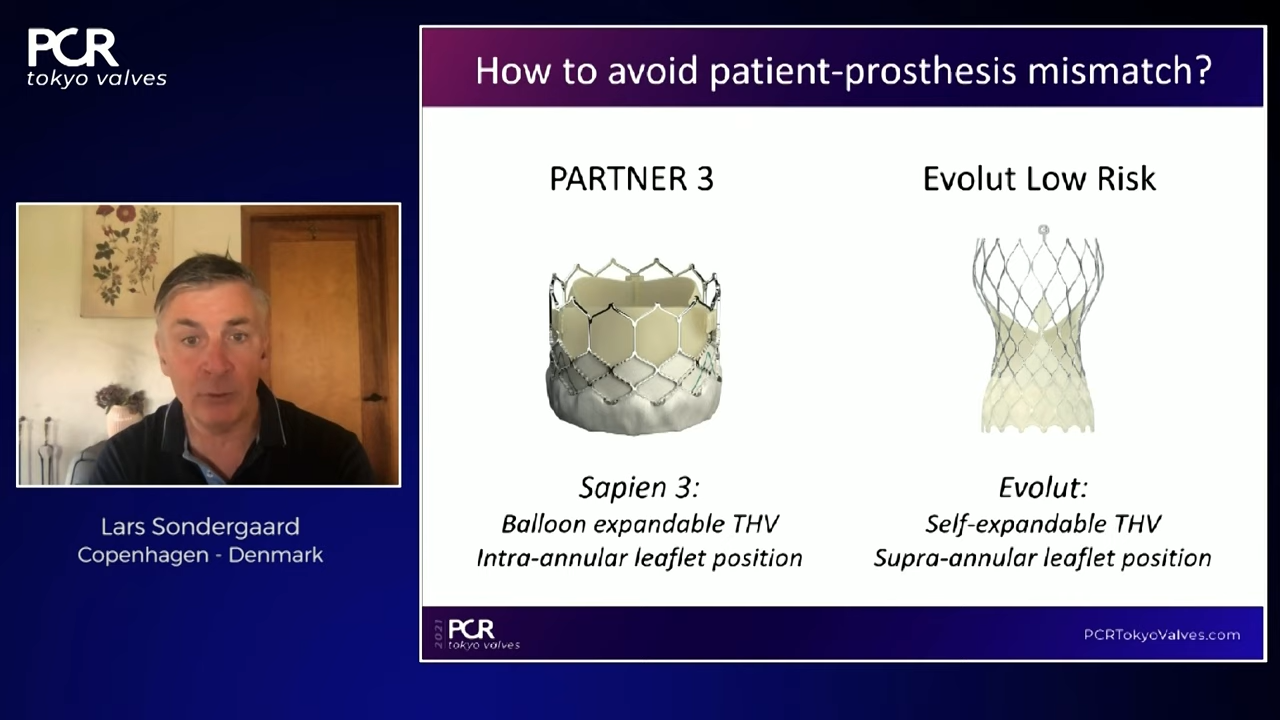 PCR
tokyo valves
How to avoid patient-prosthesis mismatch?
PARTNER 3
Evolut Low Risk
Sapien 3:
Balloon expandable THV
Intra-annular leaflet position
Evolut:
Self-expandable THV
Supra-annular leaflet position
Lars Sondergaard
Copenhagen - Denmark
2021
PCR
tokyo valves
PCRTokyoValves.com